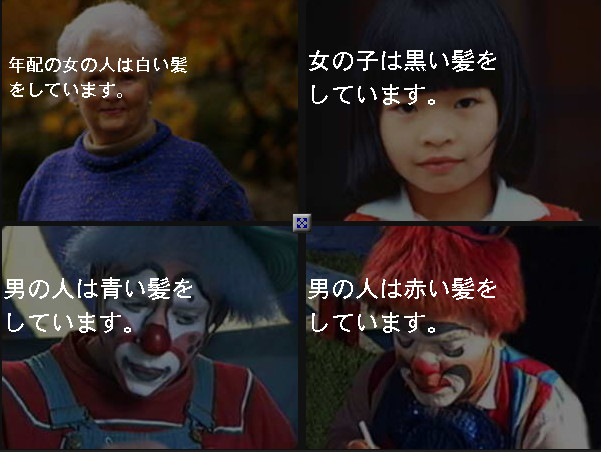 年配の女の人は白い髪
をしています。
女の子は黒い髪を
しています。
男の人は青い髪を
しています。
男の人は赤い髪を
しています。